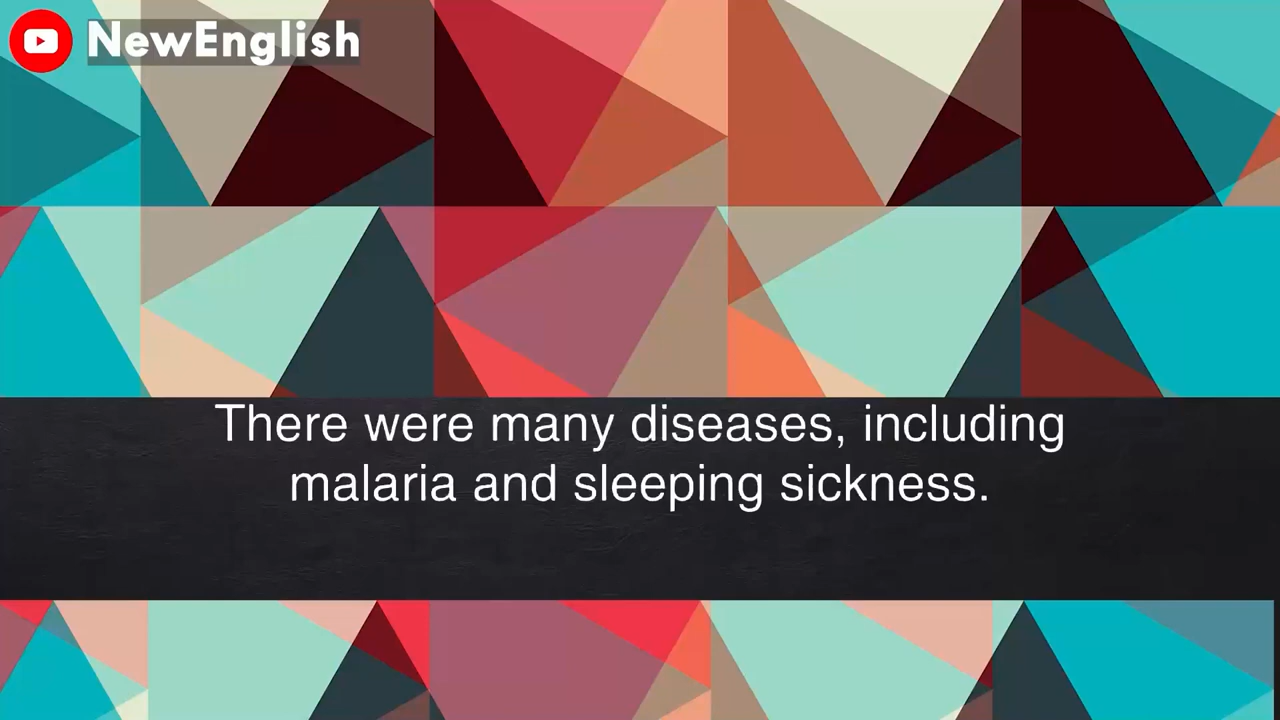 NewEnglish
There were many diseases, including
malaria and sleeping sickness.